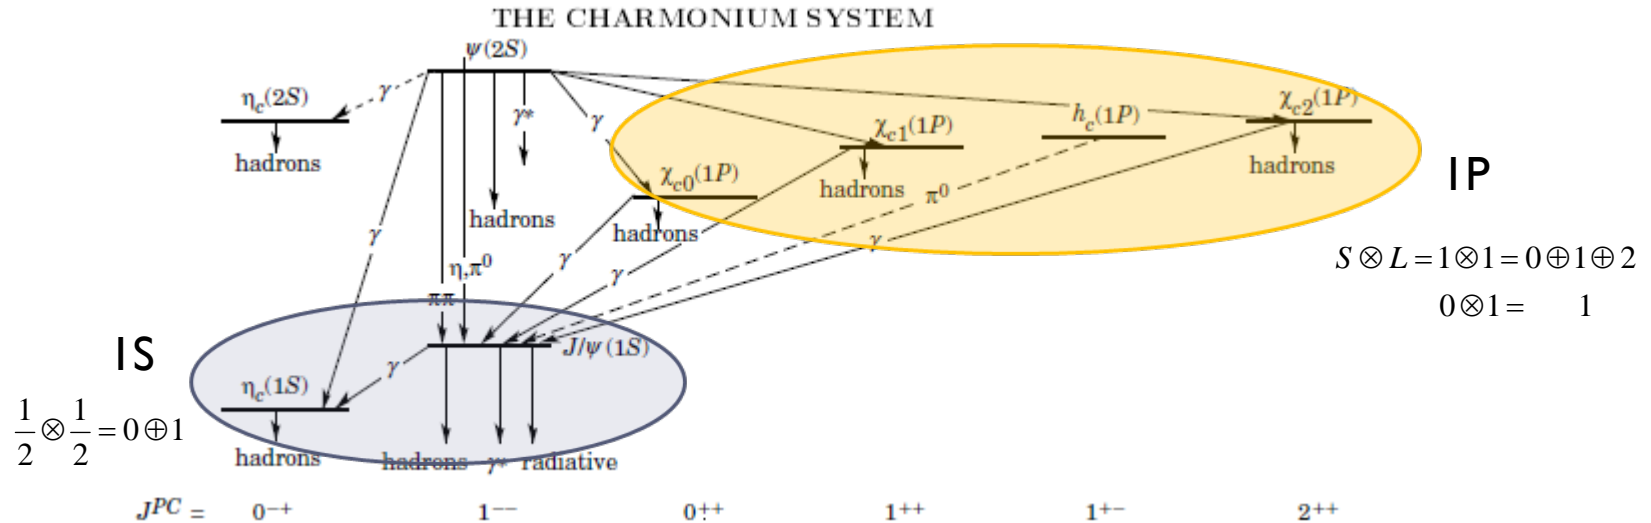 THE CHARMONIUM SYSTEM
ψ(2S)
γ
η_c(2S)
hadrons
γ*
γ
hadrons
χ_c0(1P)
hadrons
χ_c1(1P)
hadrons
h_c(1P)
π⁰
χ_c2(1P)
hadrons
1P
S ⊗ L = 1 ⊗ 1 = 0 ⊕ 1 ⊕ 2
0 ⊗ 1 = 1
γ
η,π⁰
ππ
γ
γ
γ
1S
1/2 ⊗ 1/2 = 0 ⊕ 1
J/ψ(1S)
γ
η_c(1S)
hadrons
hadrons γ* radiative
J^PC = 0⁻⁺ 1⁻⁻ 0⁺⁺ 1⁺⁺ 1⁺⁻ 2⁺⁺